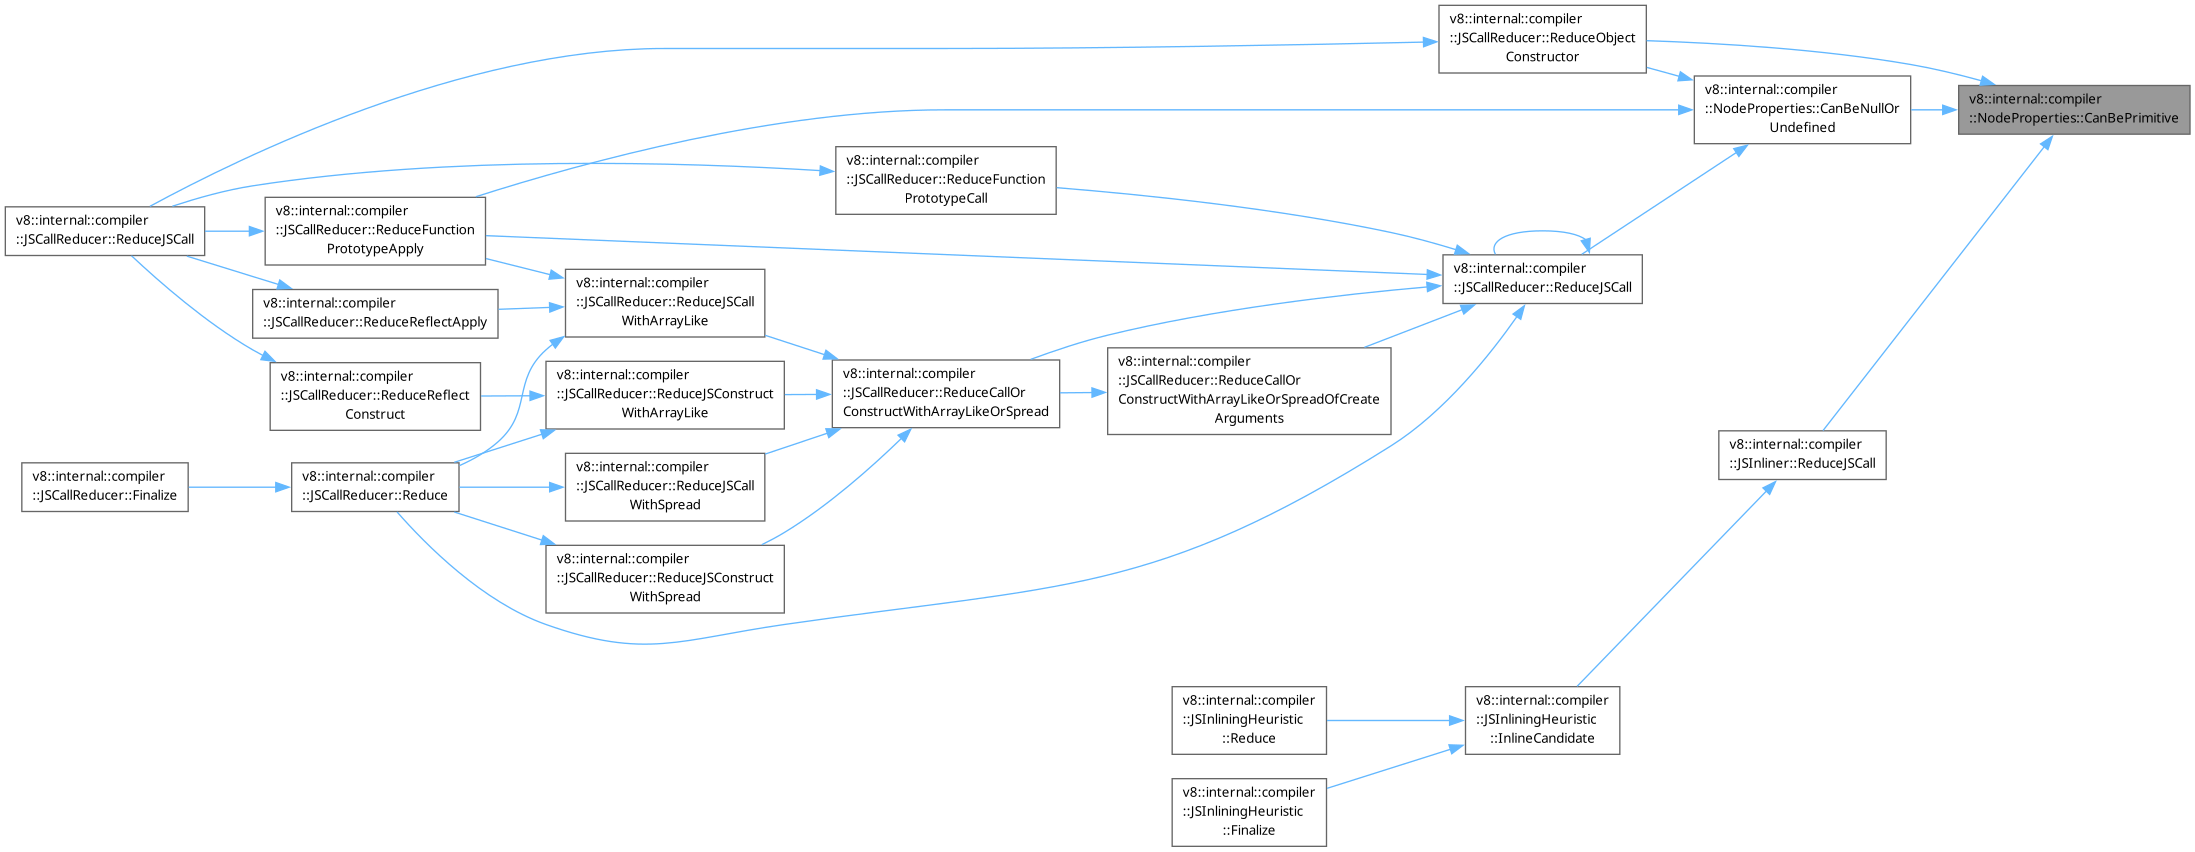 v8::internal::compiler
::JSCallReducer::ReduceObject
Constructor
v8::internal::compiler
::NodeProperties::CanBeNullOr
Undefined
v8::internal::compiler
::NodeProperties::CanBePrimitive
v8::internal::compiler
::JSCallReducer::ReduceFunction
PrototypeCall
v8::internal::compiler
::JSCallReducer::ReduceJSCall
v8::internal::compiler
::JSCallReducer::ReduceFunction
PrototypeApply
v8::internal::compiler
::JSCallReducer::ReduceJSCall
v8::internal::compiler
::JSCallReducer::ReduceJSCall
WithArrayLike
v8::internal::compiler
::JSCallReducer::ReduceReflectApply
v8::internal::compiler
::JSCallReducer::ReduceReflect
Construct
v8::internal::compiler
::JSCallReducer::ReduceJSConstruct
WithArrayLike
v8::internal::compiler
::JSCallReducer::ReduceCallOr
ConstructWithArrayLikeOrSpread
v8::internal::compiler
::JSCallReducer::ReduceCallOr
ConstructWithArrayLikeOrSpreadOfCreate
Arguments
v8::internal::compiler
::JSInliner::ReduceJSCall
v8::internal::compiler
::JSCallReducer::Finalize
v8::internal::compiler
::JSCallReducer::Reduce
v8::internal::compiler
::JSCallReducer::ReduceJSCall
WithSpread
v8::internal::compiler
::JSCallReducer::ReduceJSConstruct
WithSpread
v8::internal::compiler
::JSInliningHeuristic
::Reduce
v8::internal::compiler
::JSInliningHeuristic
::InlineCandidate
v8::internal::compiler
::JSInliningHeuristic
::Finalize